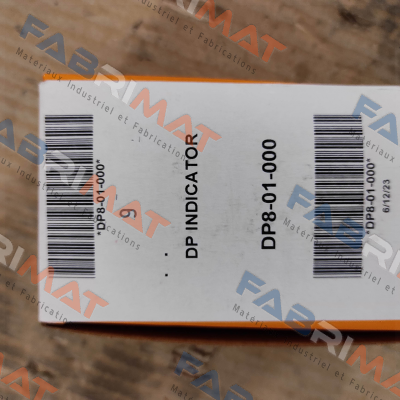 *DP8-01-000*
9
DP INDICATOR
DP8-01-000
*DP8-01-000*
6/12/23
FABRIMAT
Matériaux Industriel et Fabrications